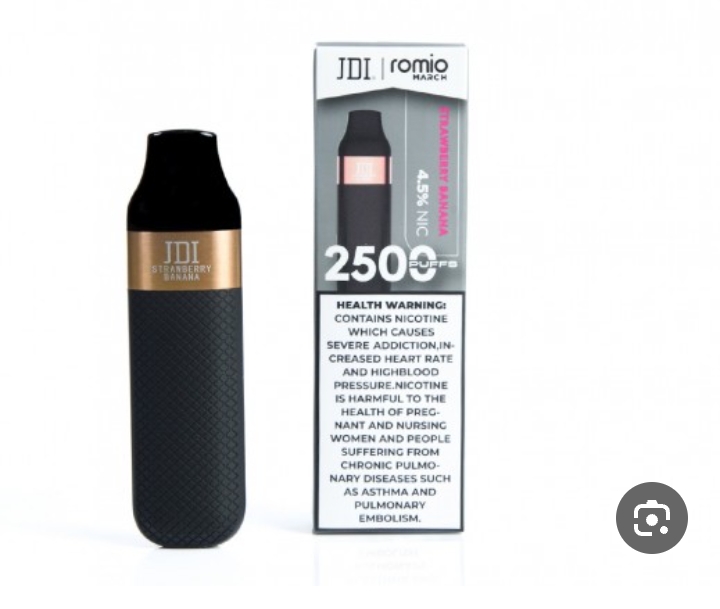 JDI
STRAWBERRY
BANANA
JDI. | romio
MARCH
STRAWBERRY BANANA
4.5% NIC
JDI
2500 PUFFS
HEALTH WARNING:
CONTAINS NICOTINE
WHICH CAUSES
SEVERE ADDICTION,IN-
CREASED HEART RATE
AND HIGHBLOOD
PRESSURE.NICOTINE
IS HARMFUL TO THE
HEALTH OF PREG-
NANT AND NURSING
WOMEN AND PEOPLE
SUFFERING FROM
CHRONIC PULMO-
NARY DISEASES SUCH
AS ASTHMA AND
PULMONARY
EMBOLISM.